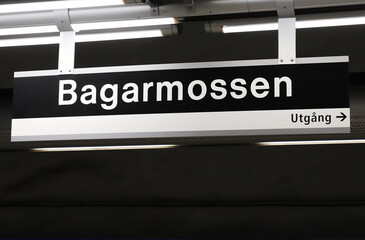 Bagarmossen
Utgång →